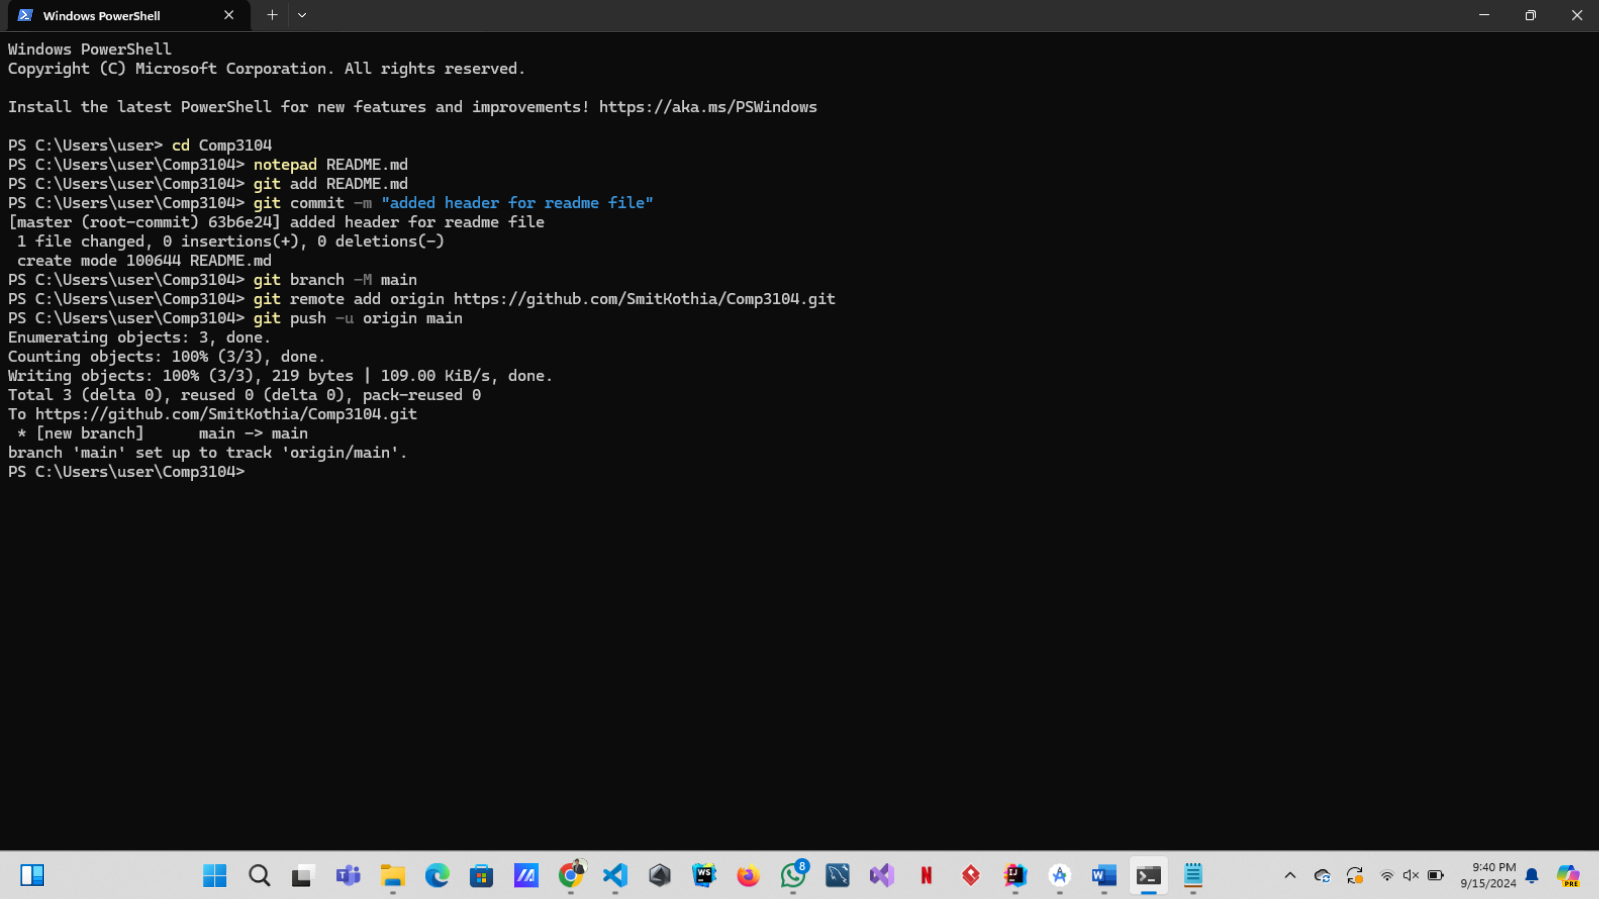 Windows PowerShell
Windows PowerShell
Copyright (C) Microsoft Corporation. All rights reserved.
Install the latest PowerShell for new features and improvements! https://aka.ms/PSWindows
PS C:\Users\user> cd Comp3104
PS C:\Users\user\Comp3104> notepad README.md
PS C:\Users\user\Comp3104> git add README.md
PS C:\Users\user\Comp3104> git commit -m "added header for readme file"
[master (root-commit) 63b6e24] added header for readme file
 1 file changed, 0 insertions(+), 0 deletions(-)
 create mode 100644 README.md
PS C:\Users\user\Comp3104> git branch -M main
PS C:\Users\user\Comp3104> git remote add origin https://github.com/SmitKothia/Comp3104.git
PS C:\Users\user\Comp3104> git push -u origin main
Enumerating objects: 3, done.
Counting objects: 100% (3/3), done.
Writing objects: 100% (3/3), 219 bytes | 109.00 KiB/s, done.
Total 3 (delta 0), reused 0 (delta 0), pack-reused 0
To https://github.com/SmitKothia/Comp3104.git
 * [new branch]      main -> main
branch 'main' set up to track 'origin/main'.
PS C:\Users\user\Comp3104>
8
WS
N
IJ
W
PRE
9:40 PM
9/15/2024